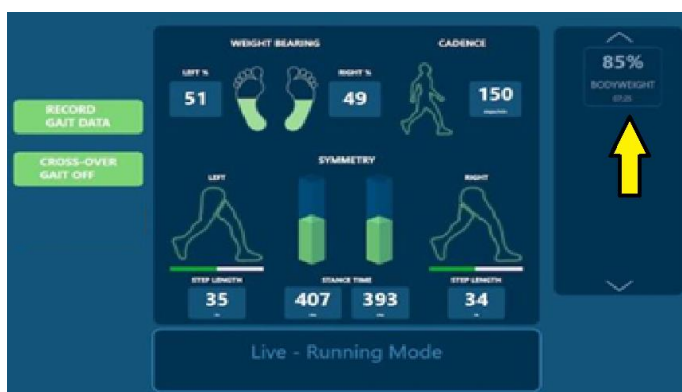 WEIGHT BEARING
CADENCE
LEFT %
RIGHT %
51
49
150
85%
BODYWEIGHT
RECORD
GAIT DATA
CROSS-OVER
GAIT OFF
SYMMETRY
LEFT
RIGHT
STEP LENGTH
STANCE TIME
STEP LENGTH
35
407
393
34
Live - Running Mode